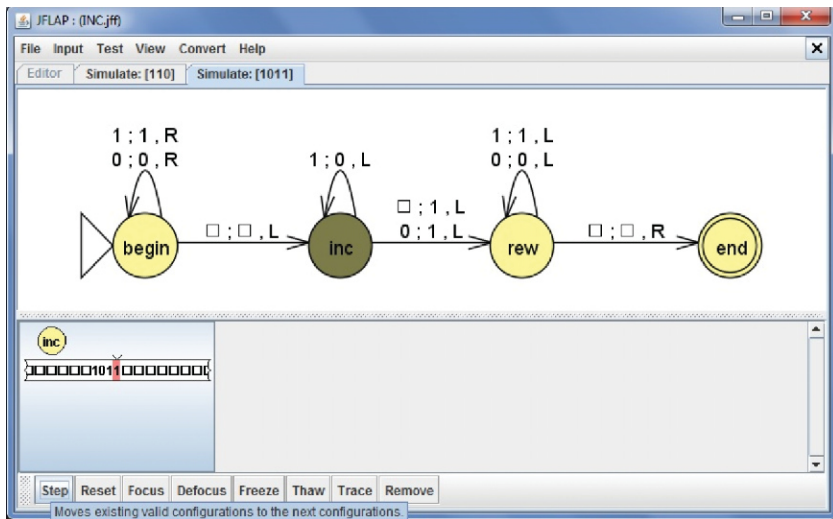 JFLAP : (INC.jff)
File Input Test View Convert Help
Editor Simulate: [110] Simulate: [1011]
1 ; 1 , R
0 ; 0 , R
1 ; 0 , L
1 ; 1 , L
0 ; 0 , L
□ ; □ , L
□ ; 1 , L
0 ; 1 , L
□ ; □ , R
begin
inc
rew
end
inc
□□□□□□1011□□□□□□□□
Step Reset Focus Defocus Freeze Thaw Trace Remove
Moves existing valid configurations to the next configurations.